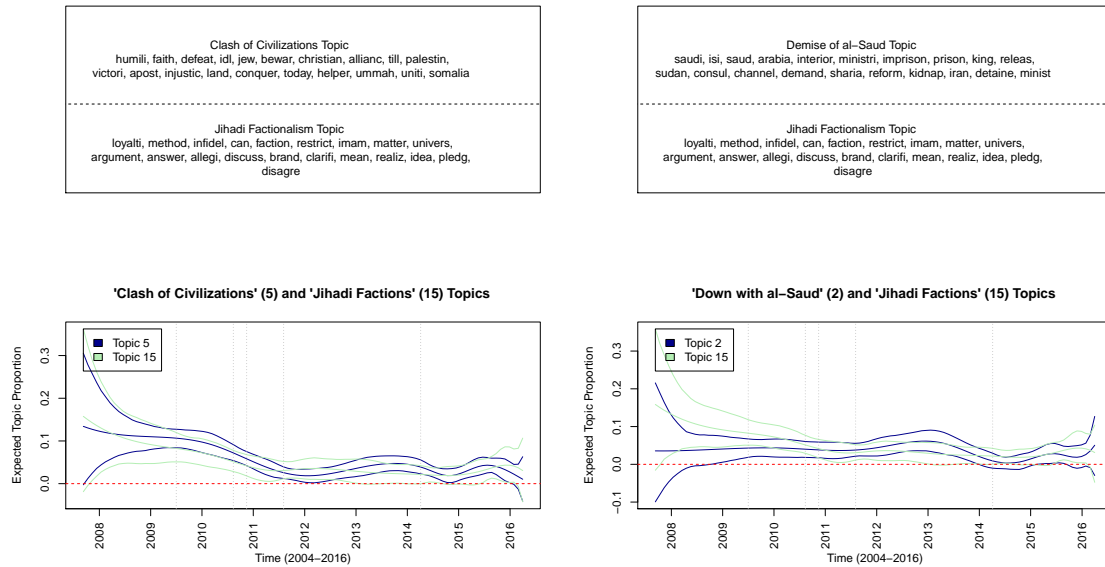 Clash of Civilizations Topic
humili, faith, defeat, idl, jew, bewar, christian, allianc, till, palestin,
victori, apost, injustic, land, conquer, today, helper, ummah, uniti, somalia
Jihadi Factionalism Topic
loyalti, method, infidel, can, faction, restrict, imam, matter, univers,
argument, answer, allegi, discuss, brand, clarifi, mean, realiz, idea, pledg,
disagre
Demise of al−Saud Topic
saudi, isi, saud, arabia, interior, ministri, imprison, prison, king, releas,
sudan, consul, channel, demand, sharia, reform, kidnap, iran, detaine, minist
Jihadi Factionalism Topic
loyalti, method, infidel, can, faction, restrict, imam, matter, univers,
argument, answer, allegi, discuss, brand, clarifi, mean, realiz, idea, pledg,
disagre
'Clash of Civilizations' (5) and 'Jihadi Factions' (15) Topics
Topic 5
Topic 15
Expected Topic Proportion
0.3
0.2
0.1
0.0
2008
2009
2010
2011
2012
2013
2014
2015
2016
Time (2004−2016)
'Down with al−Saud' (2) and 'Jihadi Factions' (15) Topics
Topic 2
Topic 15
Expected Topic Proportion
0.3
0.2
0.1
0.0
−0.1
2008
2009
2010
2011
2012
2013
2014
2015
2016
Time (2004−2016)